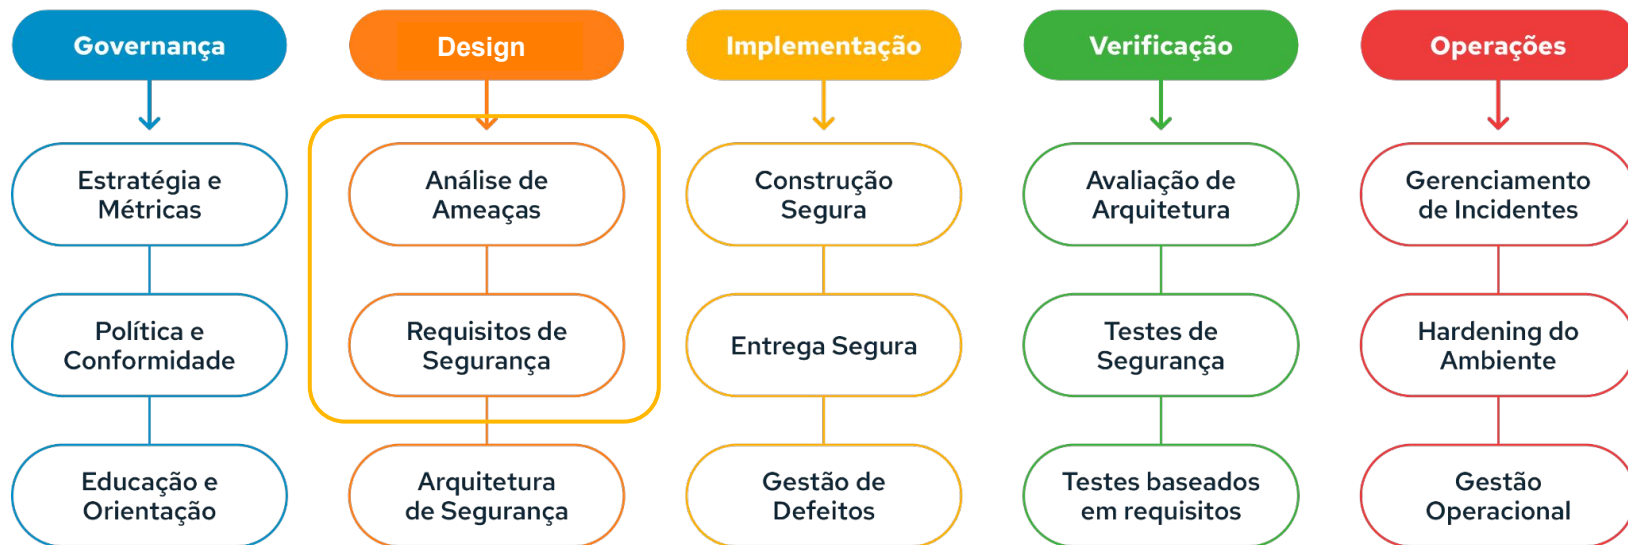 Governança
Design
Implementação
Verificação
Operações
Estratégia e
Métricas
Análise de
Ameaças
Construção
Segura
Avaliação de
Arquitetura
Gerenciamento
de Incidentes
Política e
Conformidade
Requisitos de
Segurança
Entrega Segura
Testes de
Segurança
Hardening do
Ambiente
Educação e
Orientação
Arquitetura
de Segurança
Gestão de
Defeitos
Testes baseados
em requisitos
Gestão
Operacional